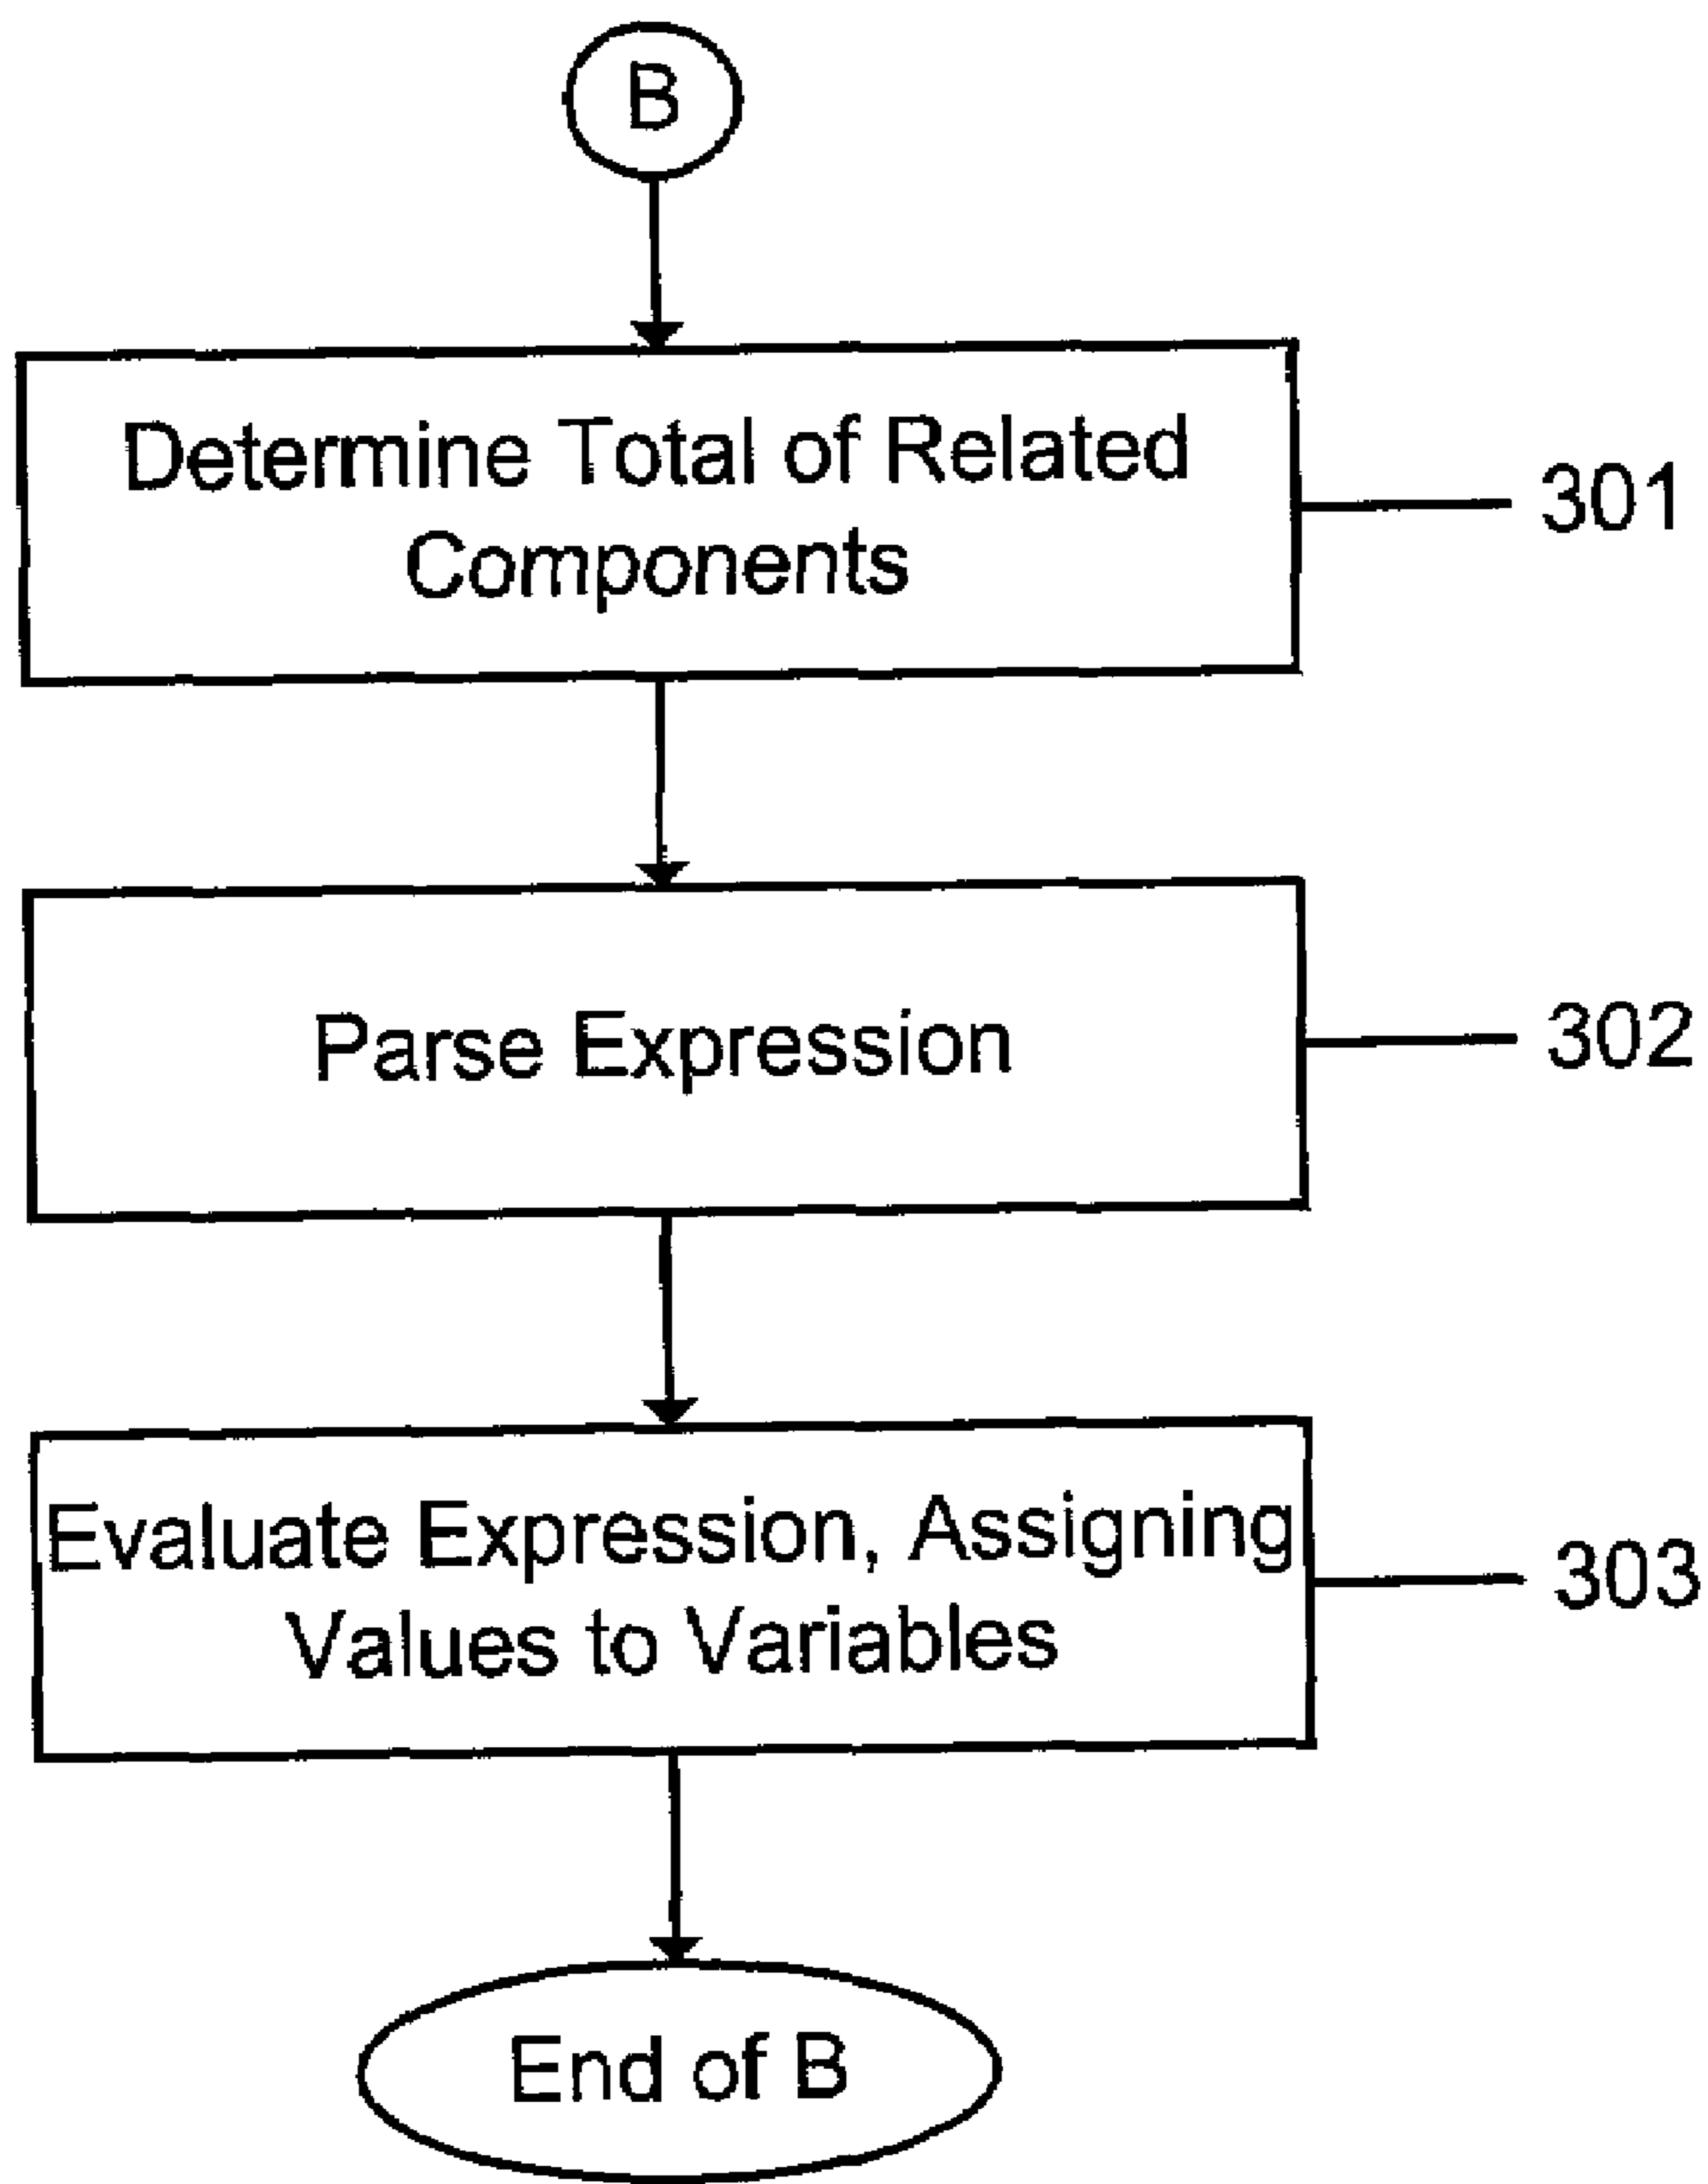 B
Determine Total of Related
Components
301
Parse Expression
302
Evaluate Expression, Assigning
Values to Variables
303
End of B